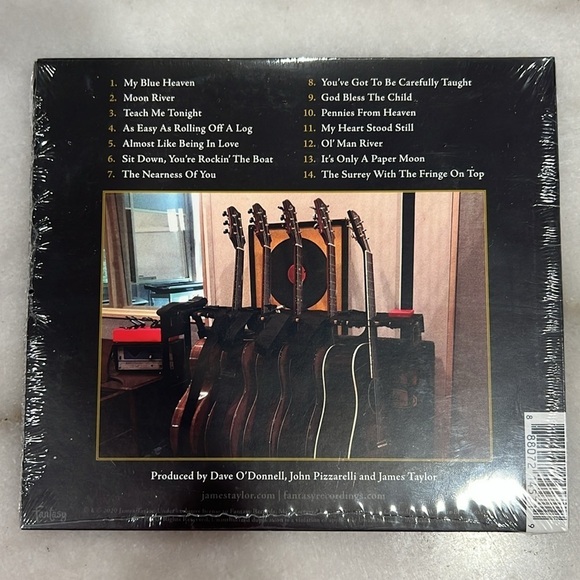 1. My Blue Heaven
2. Moon River
3. Teach Me Tonight
4. As Easy As Rolling Off A Log
5. Almost Like Being In Love
6. Sit Down, You're Rockin' The Boat
7. The Nearness Of You
8. You've Got To Be Carefully Taught
9. God Bless The Child
10. Pennies From Heaven
11. My Heart Stood Still
12. Ol' Man River
13. It's Only A Paper Moon
14. The Surrey With The Fringe On Top
Produced by Dave O'Donnell, John Pizzarelli and James Taylor
jamestaylor.com | fantasyrecordings.com
Fantasy
8 88072
9